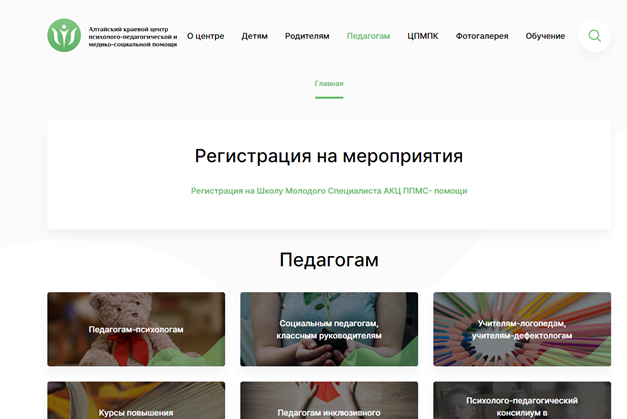 Алтайский краевой центр
психолого-педагогической и
медико-социальной помощи
О центре Детям Родителям Педагогам ЦПМПК Фотогалерея Обучение
Главная
Регистрация на мероприятия
Регистрация на Школу Молодого Специалиста АКЦ ППМС- помощи
Педагогам
Педагогам-психологам
Социальным педагогам,
классным руководителям
Учителям-логопедам,
учителям-дефектологам
Курсы повышения
Педагогам инклюзивного
Психолого-педагогический
консилиум в